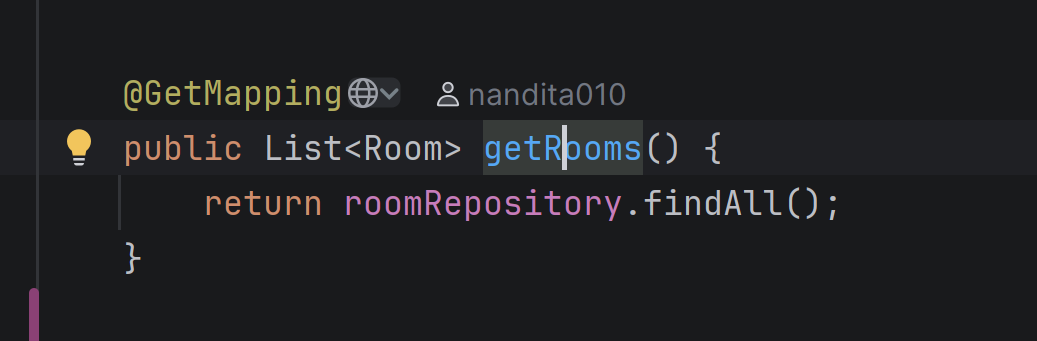 @GetMapping nandita010
public List<Room> getRooms() {
return roomRepository.findAll();
}